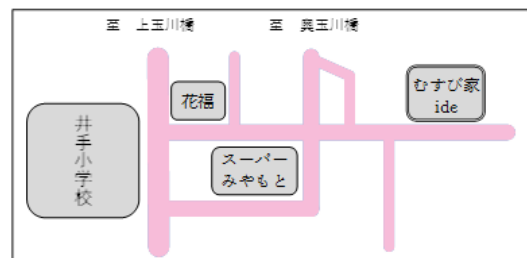 至 上玉川橋
至 奥玉川橋
花福
むすび家
ide
井手小学校
スーパー
みやもと